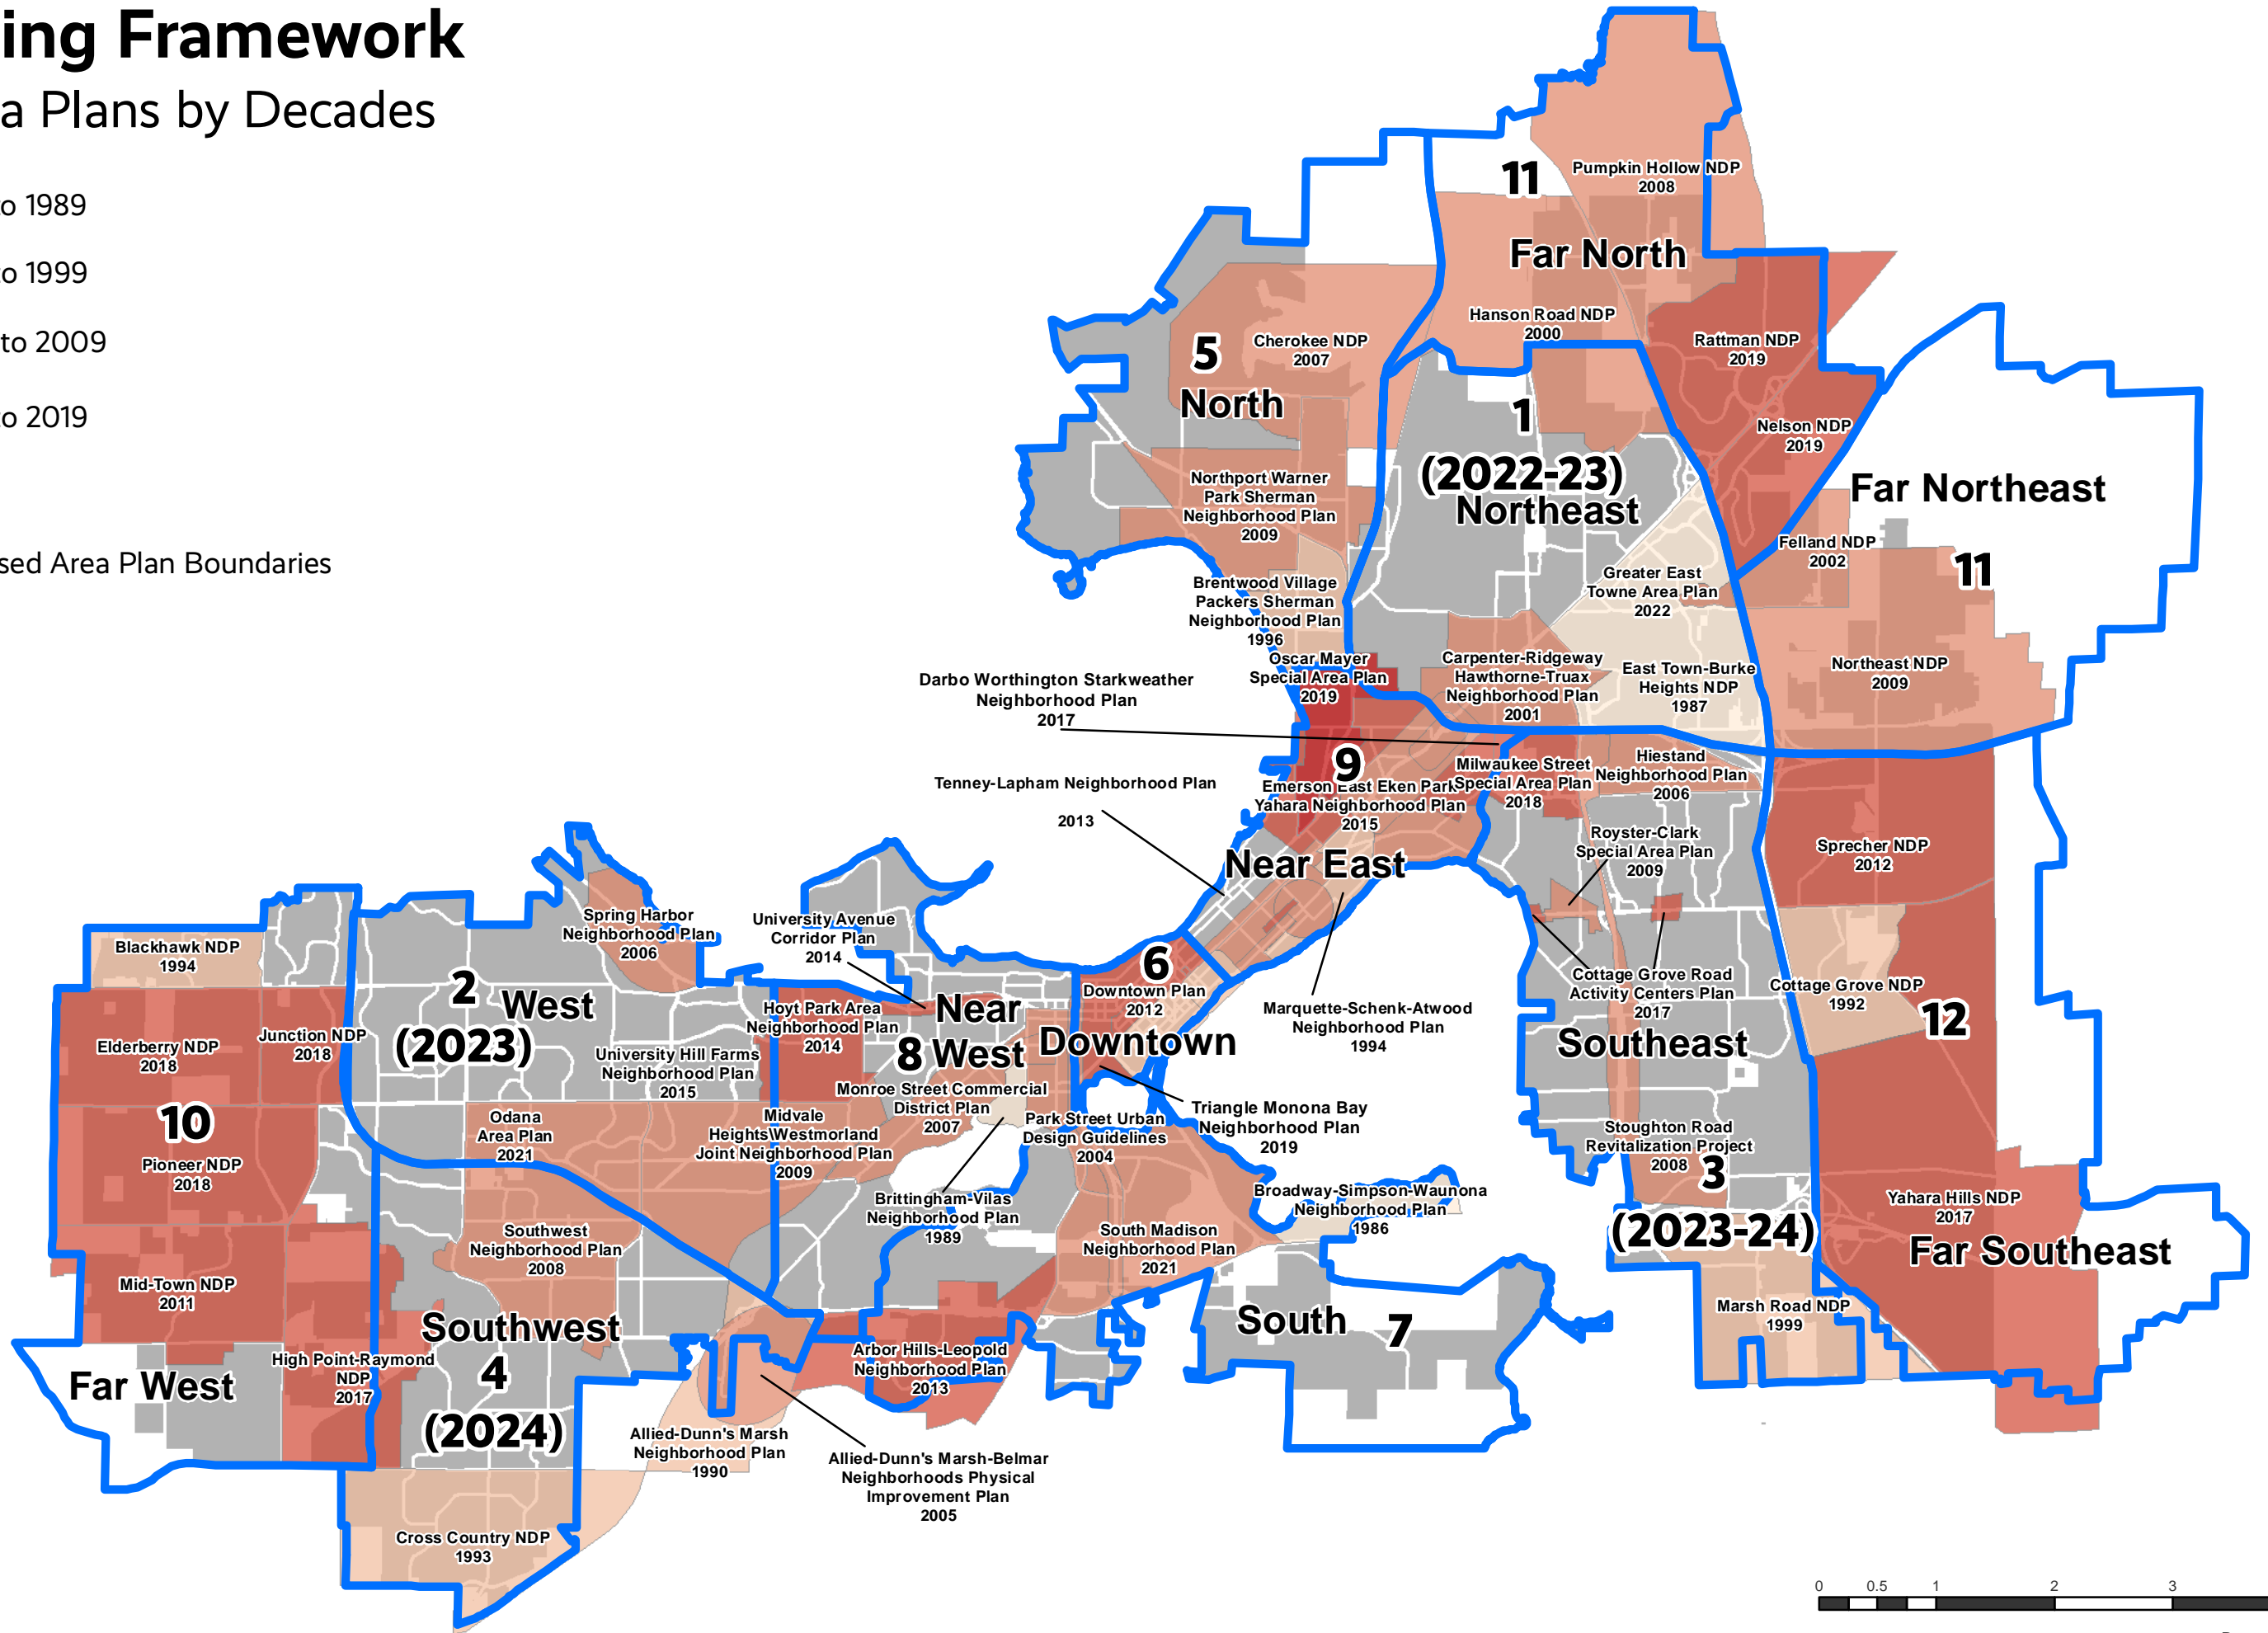 ing Framework
a Plans by Decades
to 1989
to 1999
to 2009
to 2019
sed Area Plan Boundaries
11
Pumpkin Hollow NDP
2008
Far North
Hanson Road NDP
2000
Rattman NDP
2019
5
Cherokee NDP
2007
North
1
(2022-23)
Northeast
Nelson NDP
2019
Far Northeast
11
Northport Warner
Park Sherman
Neighborhood Plan
2009
Felland NDP
2002
Greater East
Towne Area Plan
2022
Brentwood Village
Packers Sherman
Neighborhood Plan
1996
Oscar Mayer
Special Area Plan
2019
Carpenter-Ridgeway
Hawthorne-Truax
Neighborhood Plan
2001
East Town-Burke
Heights NDP
1987
Northeast NDP
2009
Darbo Worthington Starkweather
Neighborhood Plan
2017
9
Emerson East Eken Park
Yahara Neighborhood Plan
2015
Milwaukee Street
Special Area Plan
2018
Hiestand
Neighborhood Plan
2006
Tenney-Lapham Neighborhood Plan
2013
Near East
Royster-Clark
Special Area Plan
2009
Sprecher NDP
2012
Spring Harbor
Neighborhood Plan
2006
University Avenue
Corridor Plan
2014
Blackhawk NDP
1994
2 West
(2023)
6
Downtown Plan
2012
Downtown
Marquette-Schenk-Atwood
Neighborhood Plan
1994
Cottage Grove Road
Activity Centers Plan
2017
Cottage Grove NDP
1992
12
Southeast
Hoyt Park Area
Neighborhood Plan
2014
Near
8 West
Elderberry NDP
2018
Junction NDP
2018
University Hill Farms
Neighborhood Plan
2015
Monroe Street Commercial
District Plan
2007
10
Pioneer NDP
2018
Odana
Area Plan
2021
Midvale
Heights Westmorland
Joint Neighborhood Plan
2009
Park Street Urban
Design Guidelines
2004
Triangle Monona Bay
Neighborhood Plan
2019
Stoughton Road
Revitalization Project
2008
3
(2023-24)
Brittingham-Vilas
Neighborhood Plan
1989
Broadway-Simpson-Waunona
Neighborhood Plan
1986
Yahara Hills NDP
2017
Far Southeast
Southwest
Neighborhood Plan
2008
South Madison
Neighborhood Plan
2021
Mid-Town NDP
2011
Southwest
4
(2024)
South
7
Marsh Road NDP
1999
High Point-Raymond
NDP
2017
Far West
Arbor Hills-Leopold
Neighborhood Plan
2013
Allied-Dunn's Marsh
Neighborhood Plan
1990
Allied-Dunn's Marsh-Belmar
Neighborhoods Physical
Improvement Plan
2005
Cross Country NDP
1993
0 0.5 1 2 3